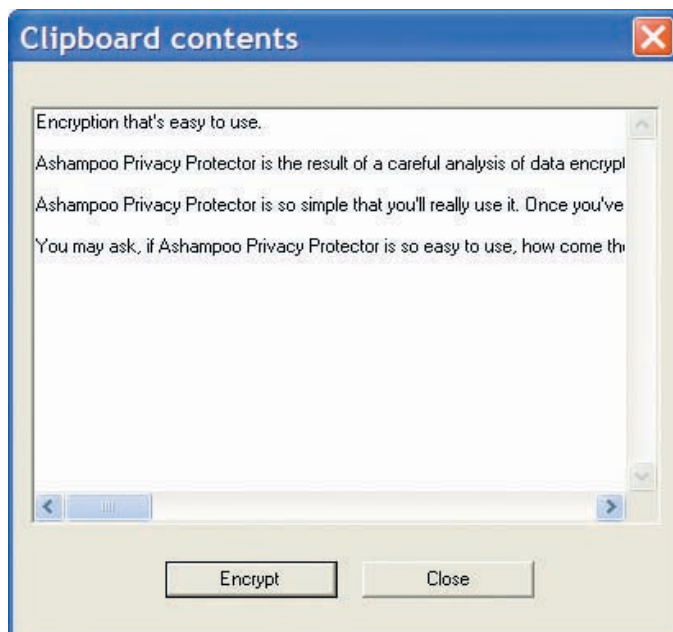 Clipboard contents
Encryption that's easy to use.
Ashampoo Privacy Protector is the result of a careful analysis of data encrypt
Ashampoo Privacy Protector is so simple that you'll really use it. Once you've
You may ask, if Ashampoo Privacy Protector is so easy to use, how come
Encrypt
Close